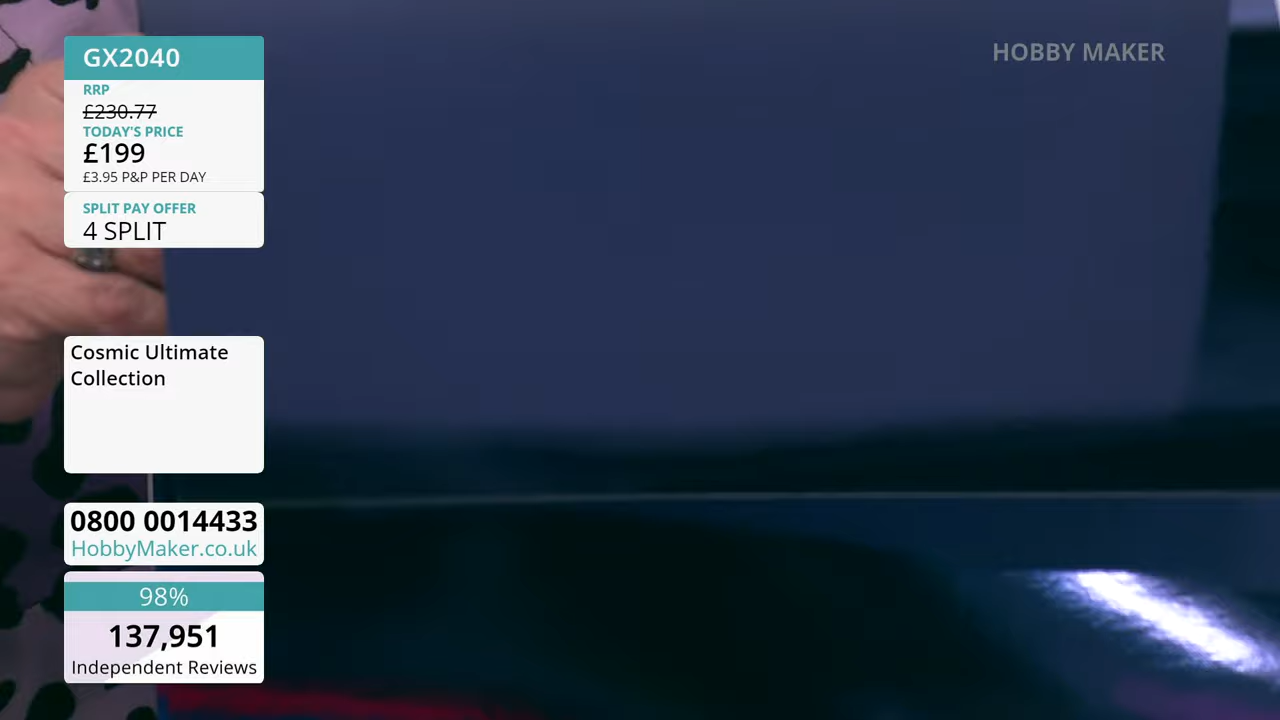 GX2040
HOBBY MAKER
RRP
£230.77
TODAY'S PRICE
£199
£3.95 P&P PER DAY
SPLIT PAY OFFER
4 SPLIT
Cosmic Ultimate
Collection
0800 0014433
HobbyMaker.co.uk
98%
137,951
Independent Reviews